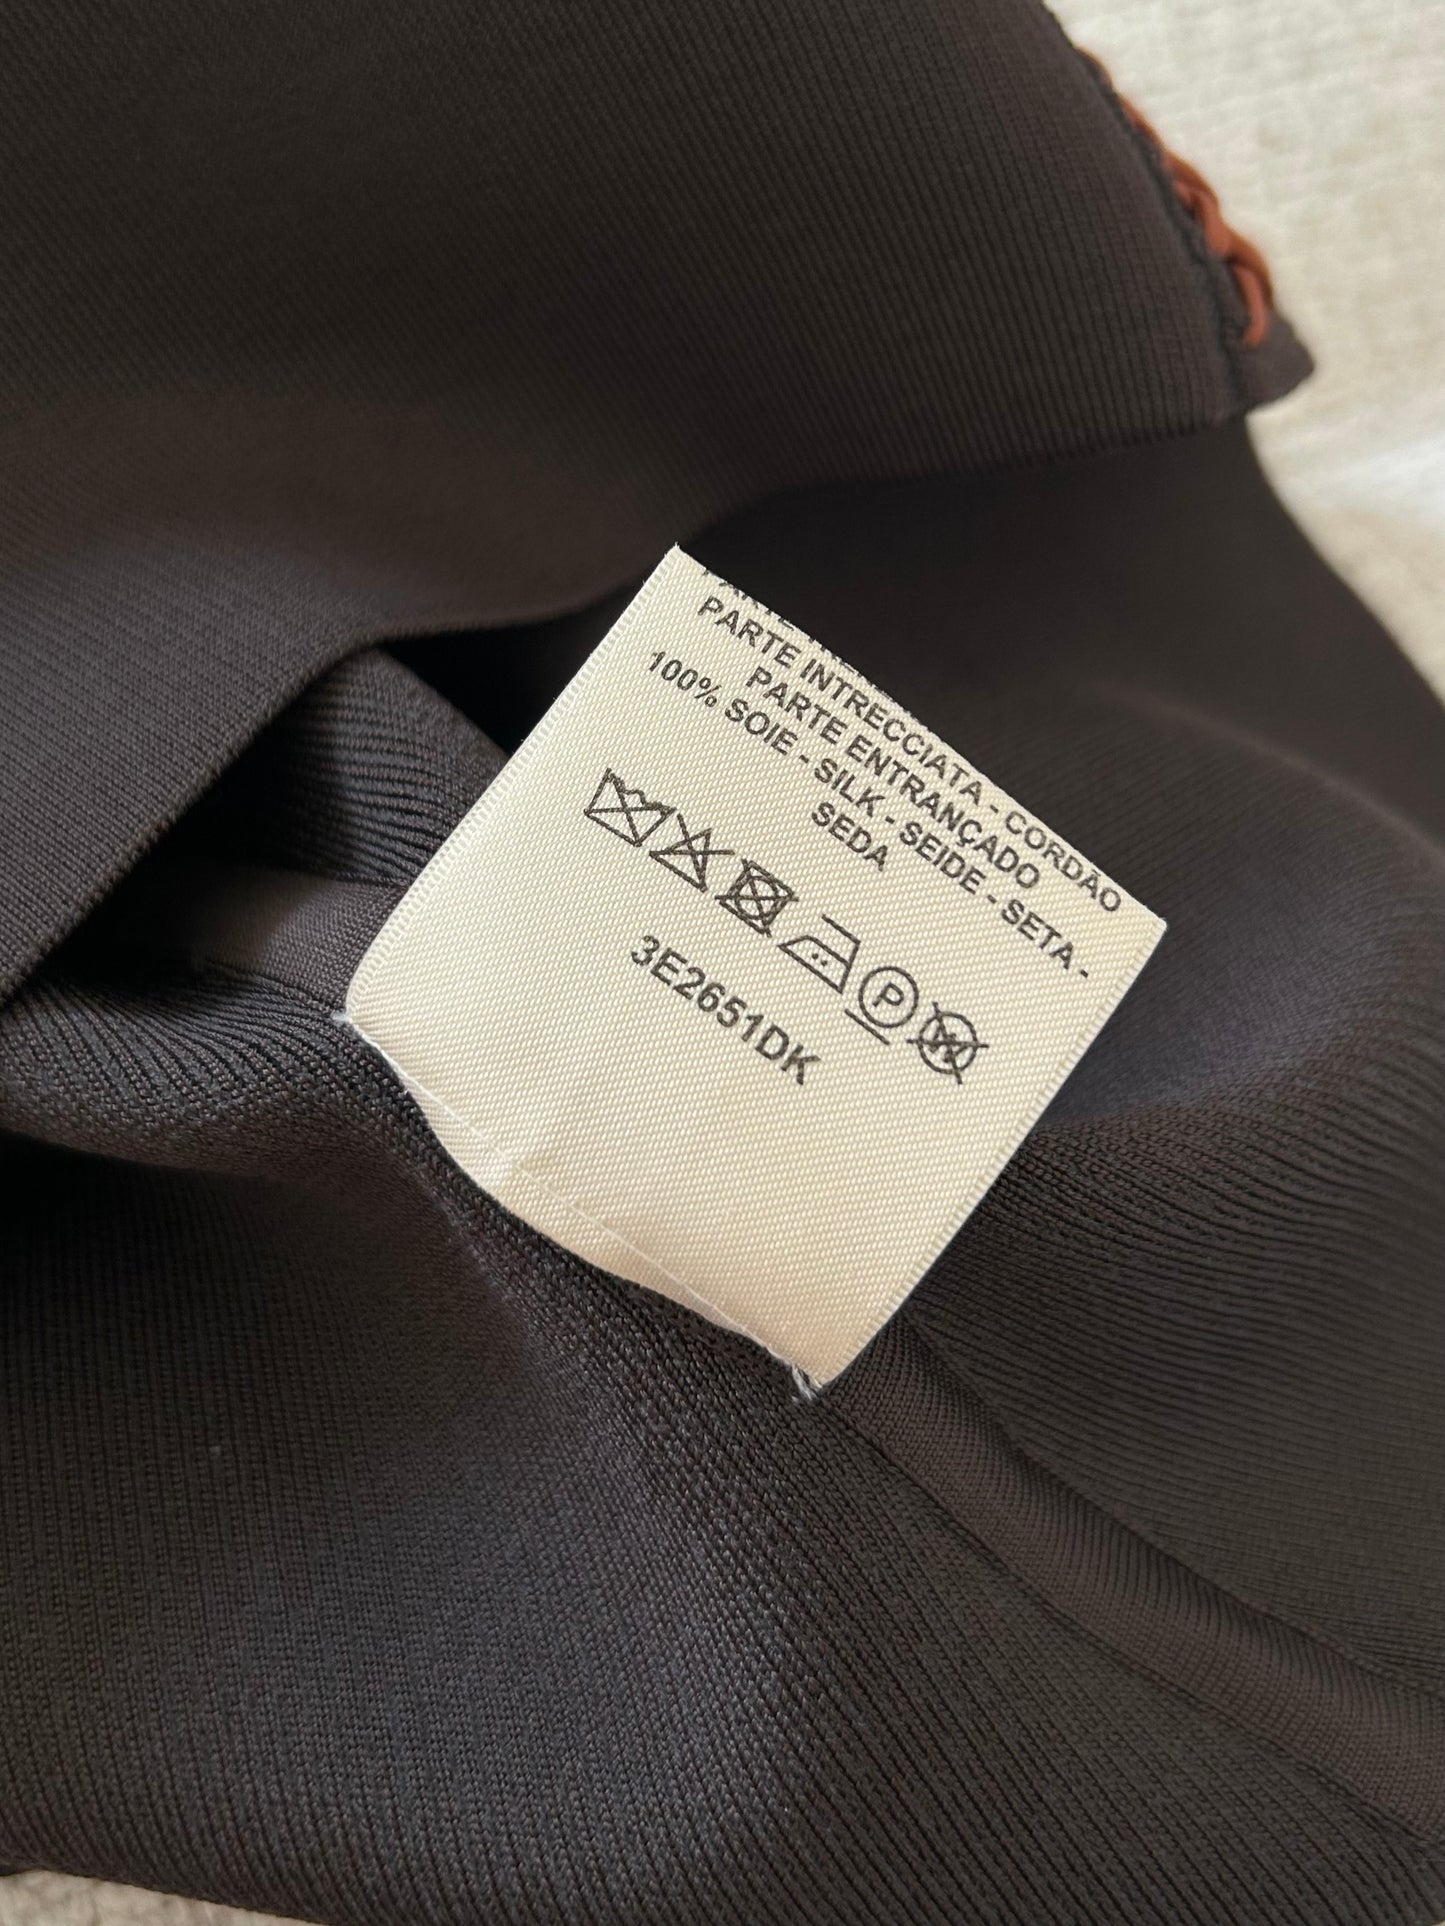 PARTE INTRECCIATA - CORDÃO
PARTE ENTRANÇADO
100% SOIE - SILK - SEIDE - SETA -
SEDA
P W
3E2651DK